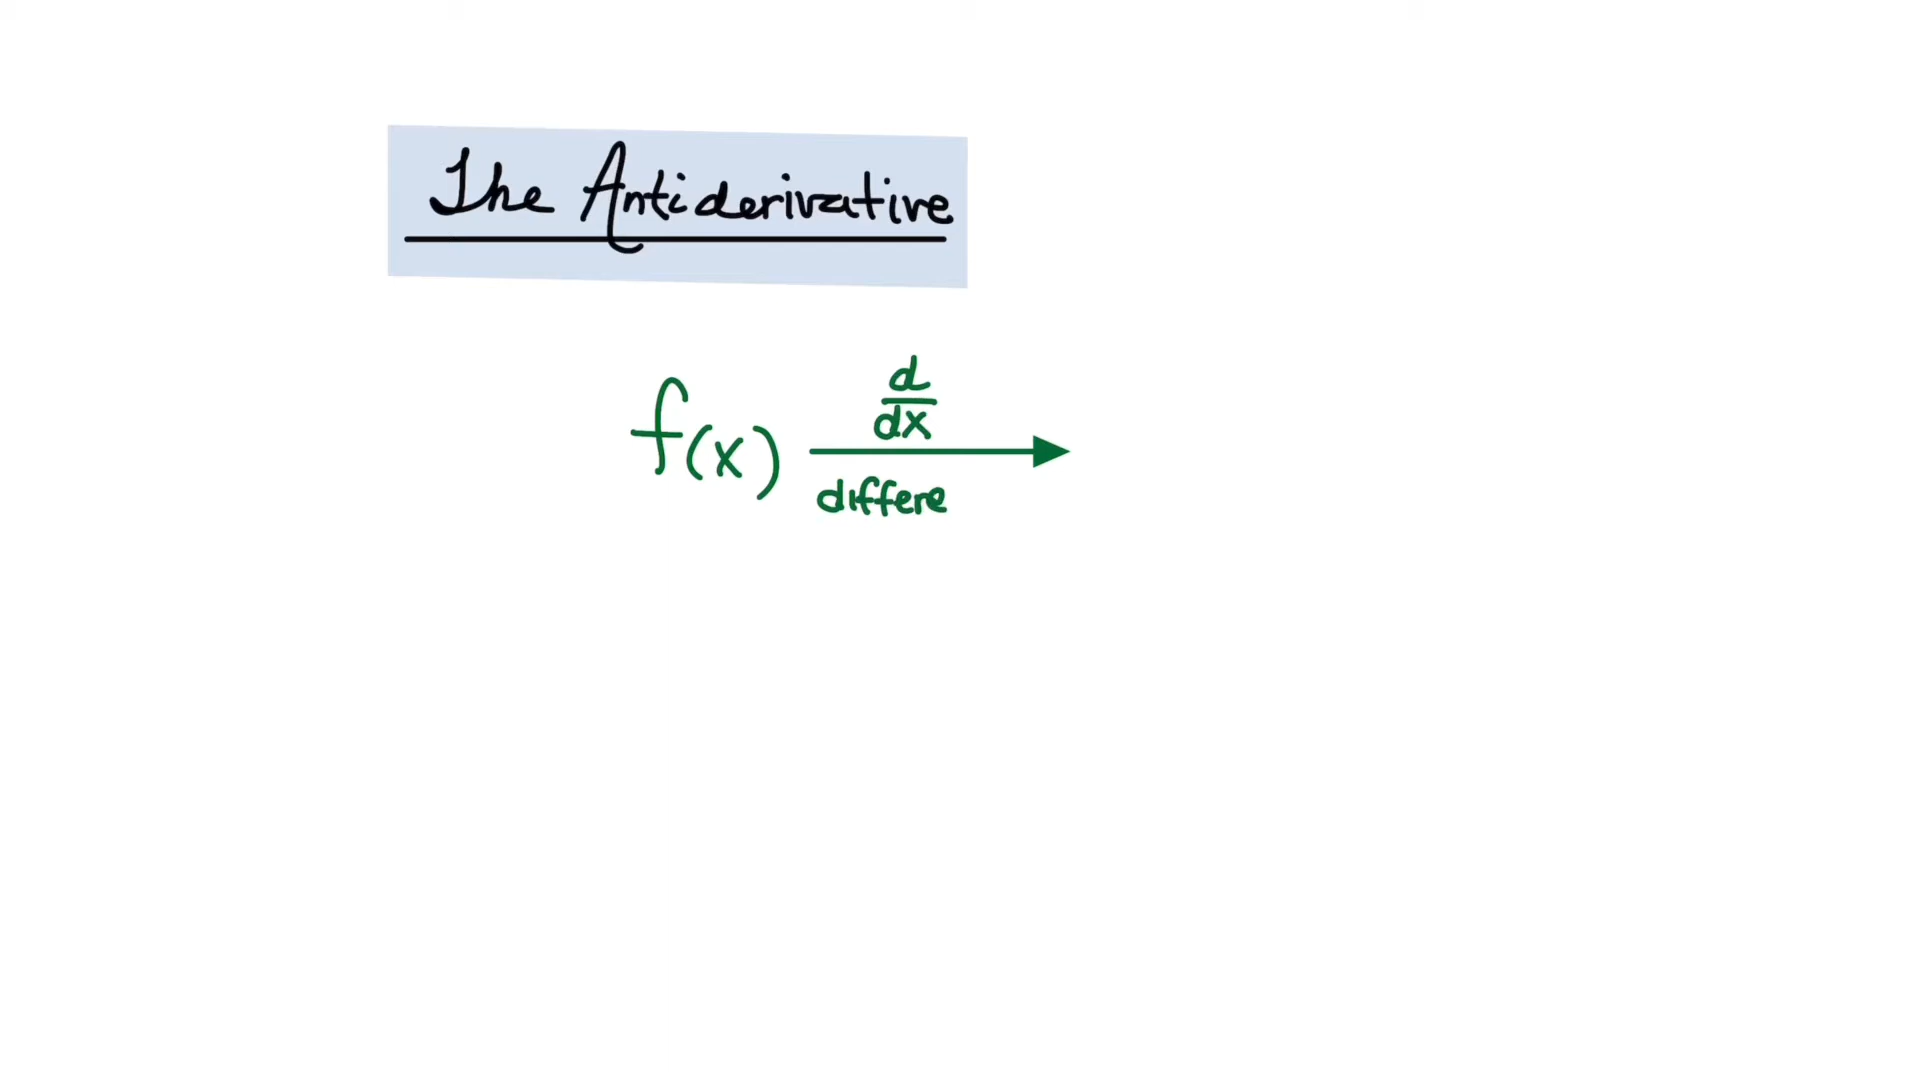 The Antiderivative
f(x) d/dx
differe